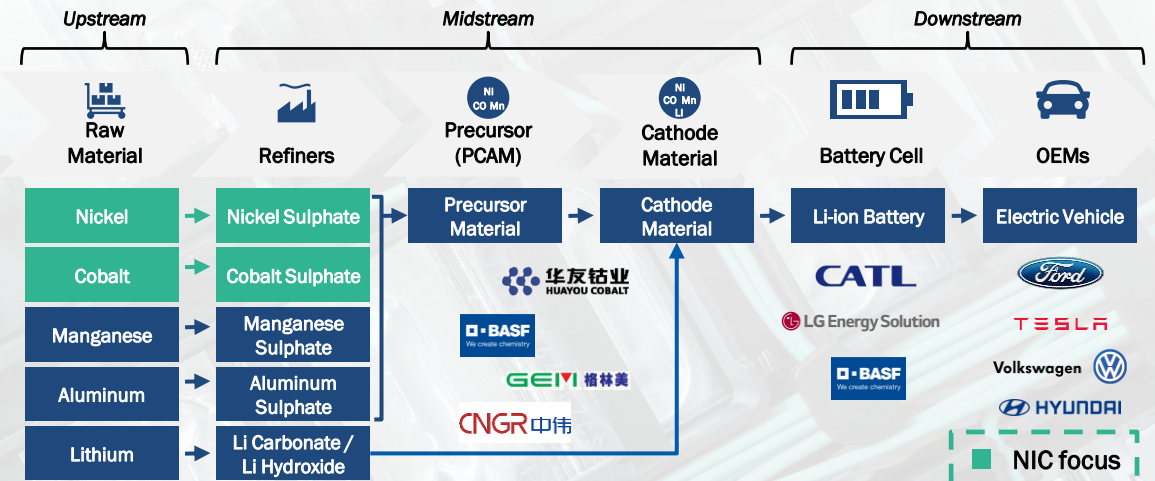 Upstream
Midstream
Downstream
NI
CO Mn
NI
CO Mn
LI
Raw
Material
Refiners
Precursor
(PCAM)
Cathode
Material
Battery Cell
OEMs
Nickel
Nickel Sulphate
Precursor
Material
Cathode
Material
Li-ion Battery
Electric Vehicle
Cobalt
Cobalt Sulphate
华友钴业
HUAYOU COBALT
CATL
Ford
Manganese
Manganese
Sulphate
BASF
We create chemistry
LG Energy Solution
TESLA
Aluminum
Aluminum
Sulphate
GEM 格林美
BASF
We create chemistry
Volkswagen
CNGR 中伟
HYUNDAI
Lithium
Li Carbonate /
Li Hydroxide
NIC focus